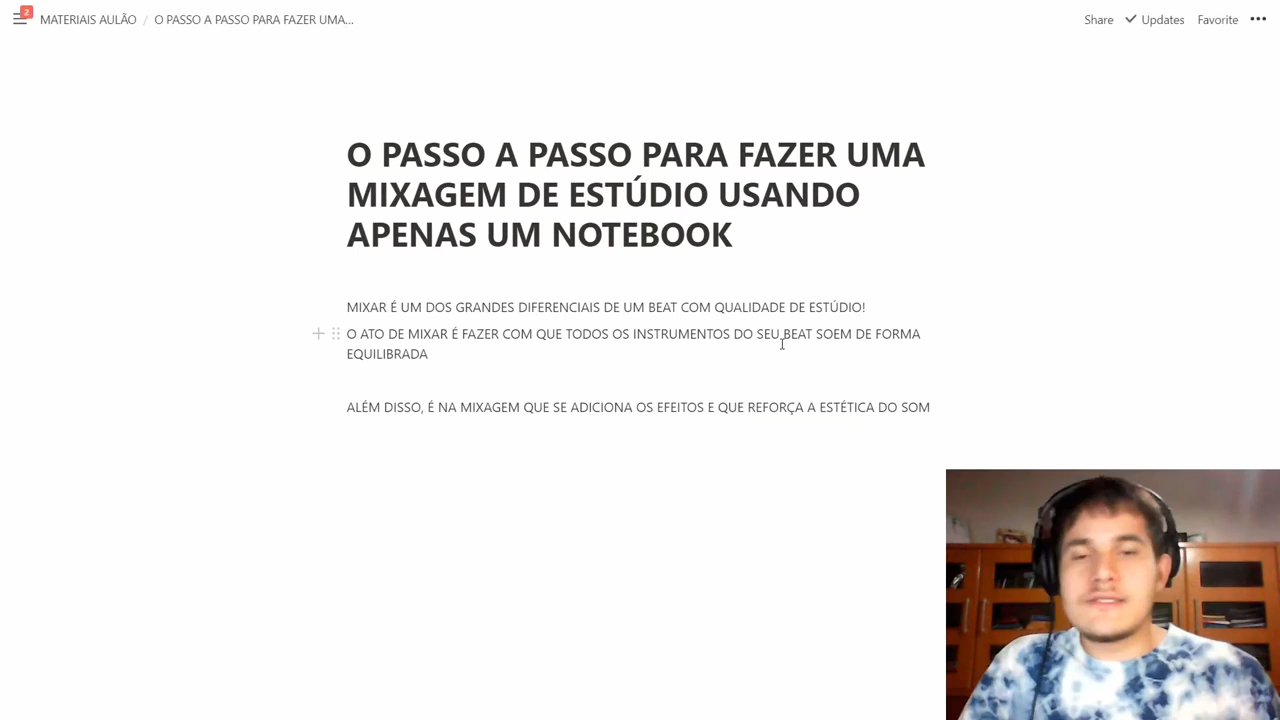 2
MATERIAIS AULÃO / O PASSO A PASSO PARA FAZER UMA...
Share
Updates
Favorite
O PASSO A PASSO PARA FAZER UMA
MIXAGEM DE ESTÚDIO USANDO
APENAS UM NOTEBOOK
MIXAR É UM DOS GRANDES DIFERENCIAIS DE UM BEAT COM QUALIDADE DE ESTÚDIO!
O ATO DE MIXAR É FAZER COM QUE TODOS OS INSTRUMENTOS DO SEU BEAT SOEM DE FORMA
EQUILIBRADA
ALÉM DISSO, É NA MIXAGEM QUE SE ADICIONA OS EFEITOS E QUE REFORÇA A ESTÉTICA DO SOM